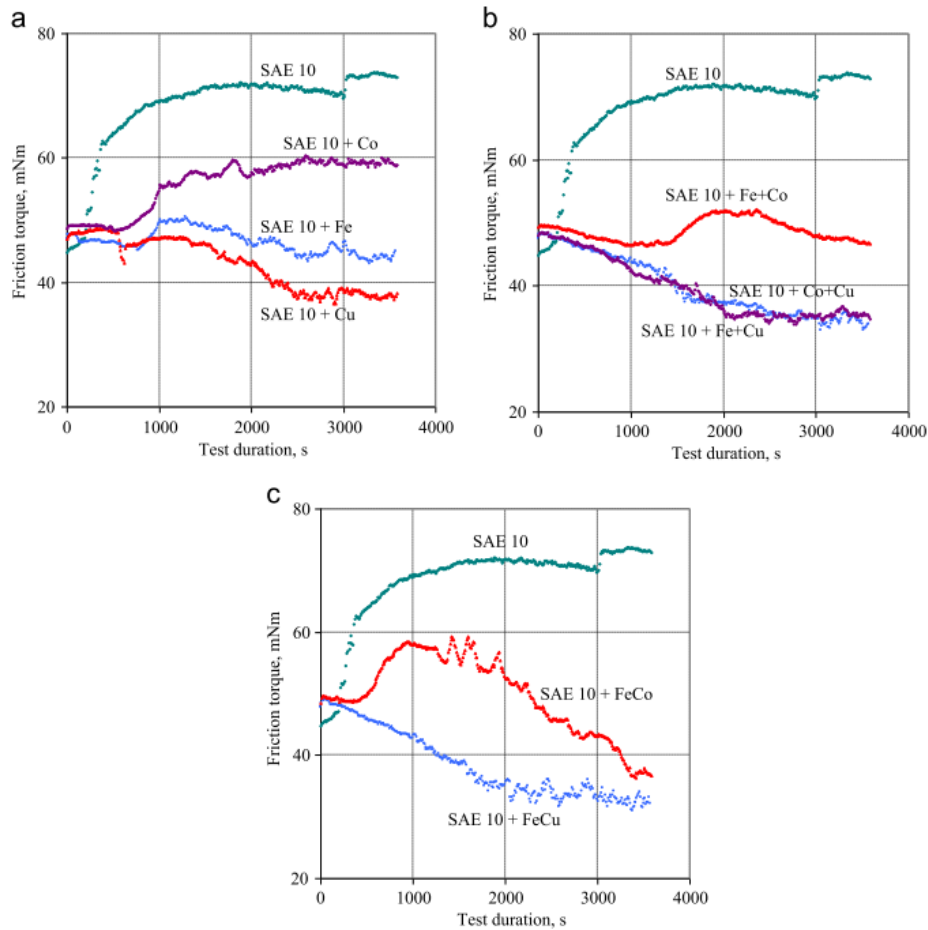 a
80
60
40
20
Friction torque, mNm
SAE 10
SAE 10 + Co
SAE 10 + Fe
SAE 10 + Cu
0 1000 2000 3000 4000
Test duration, s
b
80
60
40
20
Friction torque, mNm
SAE 10
SAE 10 + Fe+Co
SAE 10 + Co+Cu
SAE 10 + Fe+Cu
0 1000 2000 3000 4000
Test duration, s
c
80
60
40
20
Friction torque, mNm
SAE 10
SAE 10 + FeCo
SAE 10 + FeCu
0 1000 2000 3000 4000
Test duration, s